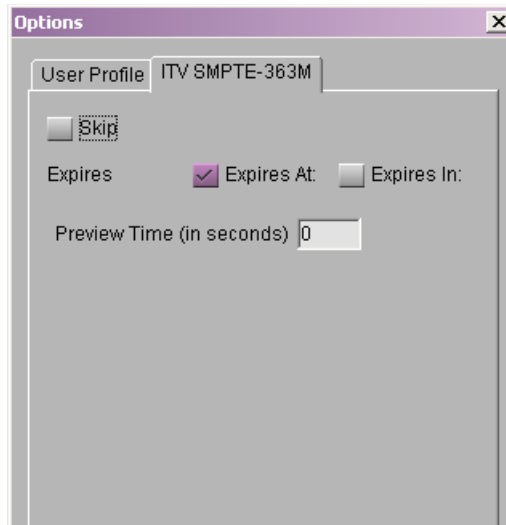 Options
User Profile ITV SMPTE-363M
Skip
Expires Expires At: Expires In:
Preview Time (in seconds) 0